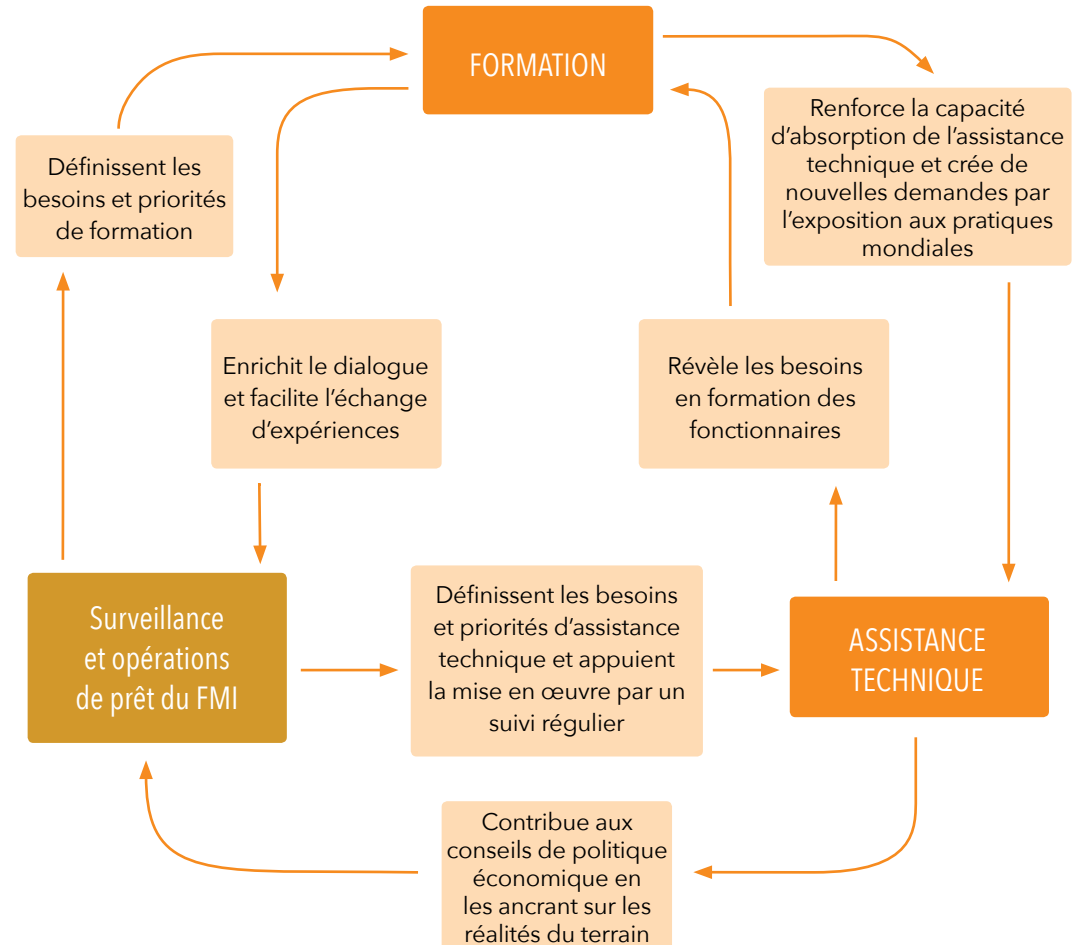 FORMATION
Renforce la capacité
d'absorption de l'assistance
technique et crée de
nouvelles demandes par
l'exposition aux pratiques
mondiales
Définissent les
besoins et priorités
de formation
Enrichit le dialogue
et facilite l'échange
d'expériences
Révèle les besoins
en formation des
fonctionnaires
Surveillance
et opérations
de prêt du FMI
Définissent les besoins
et priorités d'assistance
technique et appuient
la mise en œuvre par un
suivi régulier
ASSISTANCE
TECHNIQUE
Contribue aux
conseils de politique
économique en
les ancrant sur les
réalités du terrain